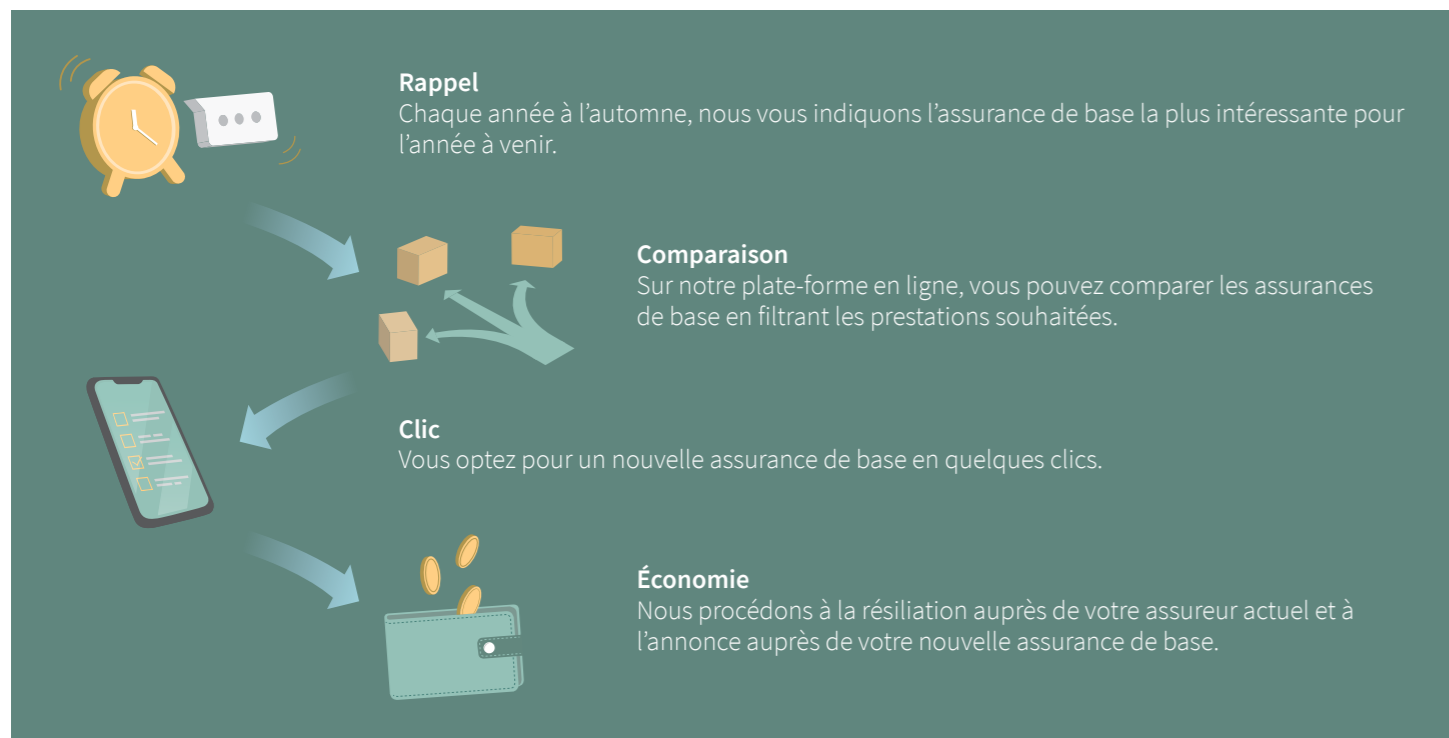 Rappel
Chaque année à l’automne, nous vous indiquons l’assurance de base la plus intéressante pour
l’année à venir.
Comparaison
Sur notre plate-forme en ligne, vous pouvez comparer les assurances
de base en filtrant les prestations souhaitées.
Clic
Vous optez pour un nouvelle assurance de base en quelques clics.
Économie
Nous procédons à la résiliation auprès de votre assureur actuel et à
l’annonce auprès de votre nouvelle assurance de base.